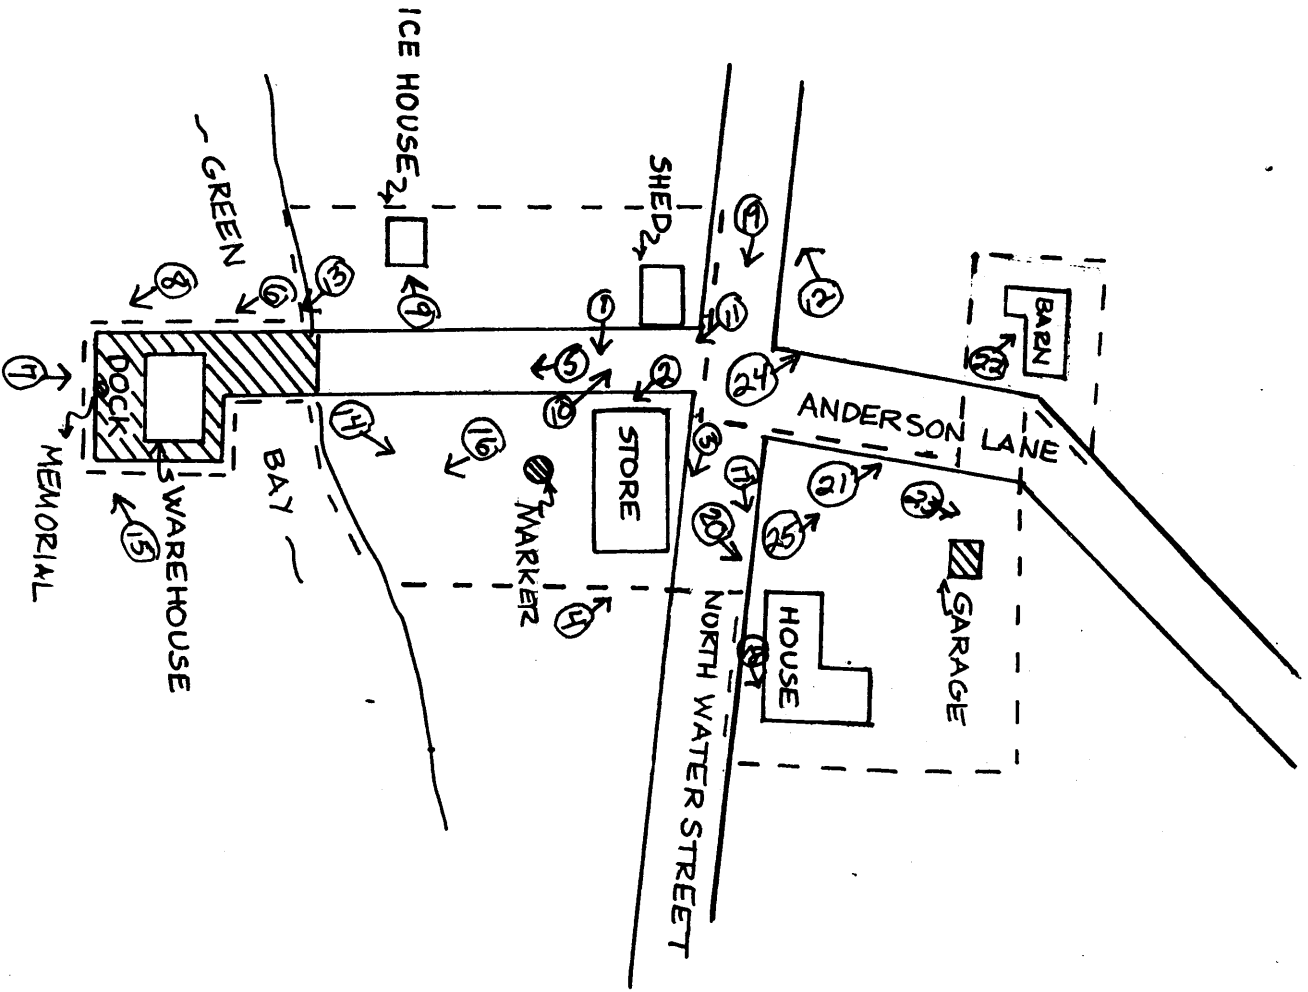 ICE HOUSE
~ GREEN
BAY ~
SHED
19
12
BARN
22
11
24
ANDERSON LANE
21
23
25
GARAGE
HOUSE
18
NORTH WATER STREET
3
17
20
1
5
10
2
STORE
16
14
MARKER
4
9
13
6
8
7
DOCK
MEMORIAL
WAREHOUSE
15